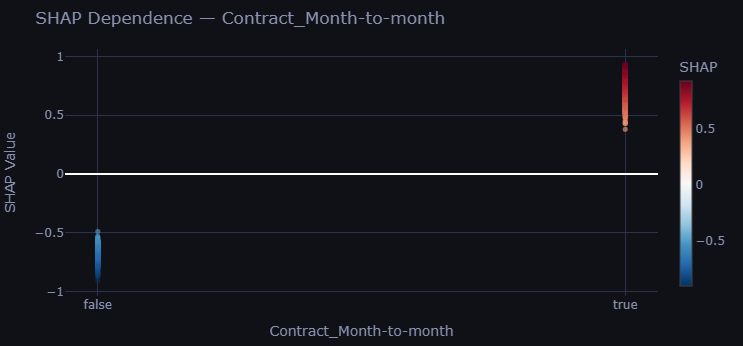 SHAP Dependence — Contract_Month-to-month
SHAP
1
0.5
0
−0.5
−1
SHAP Value
0.5
0
−0.5
false
true
Contract_Month-to-month